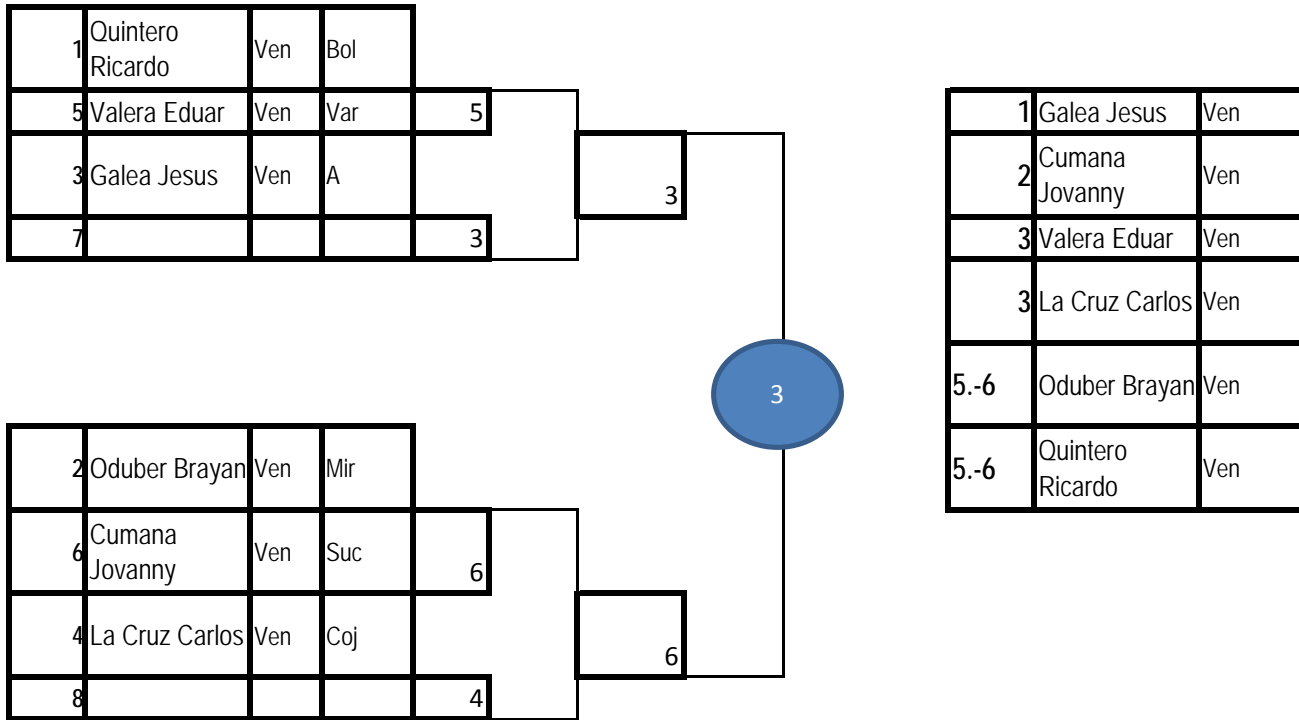 1 Quintero Ricardo Ven Bol
5 Valera Eduar Ven Var 5
3 Galea Jesus Ven A
7 3
3
2 Oduber Brayan Ven Mir
6 Cumana Jovanny Ven Suc 6
4 La Cruz Carlos Ven Coj
8 4
6
3
1 Galea Jesus Ven
2 Cumana Jovanny Ven
3 Valera Eduar Ven
3 La Cruz Carlos Ven
5.-6 Oduber Brayan Ven
5.-6 Quintero Ricardo Ven